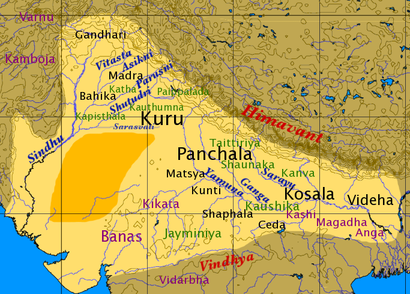 Varnu
Gandhari
Kamboja
Vitasta
Asikni
Madra
Parusni
Katha
Paippalada
Bahika
Shutudri
Kauthumna
Kapisthala
Kuru
Sarasvati
Himavant
Sindhu
Taittiriya
Panchala
Shaunaka
Matsya
Yamuna
Saravu
Kanva
Kunti
Ganga
Kosala
Videha
Kikata
Kaushika
Shaphala
Kashi
Magadha
Ceda
Banas
Jayminiya
Anga
Vindhya
Vidarbha